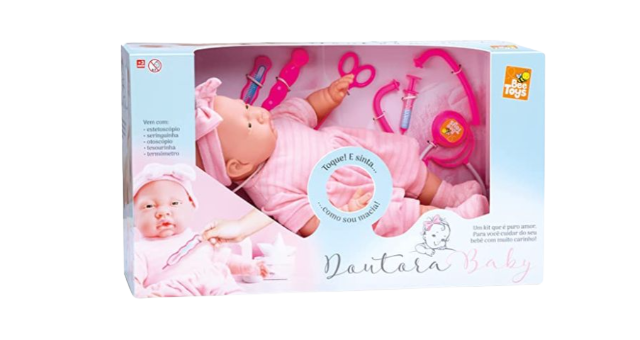 Bee
Toys
Vem com:
- estetoscópio
- seringuinha
- otoscópio
- tesourinha
- termômetro
Toque! E sinta...
...como sou macia!
Um kit que é puro amor.
Para você cuidar do seu
bebê com muito carinho!
Doutora Baby